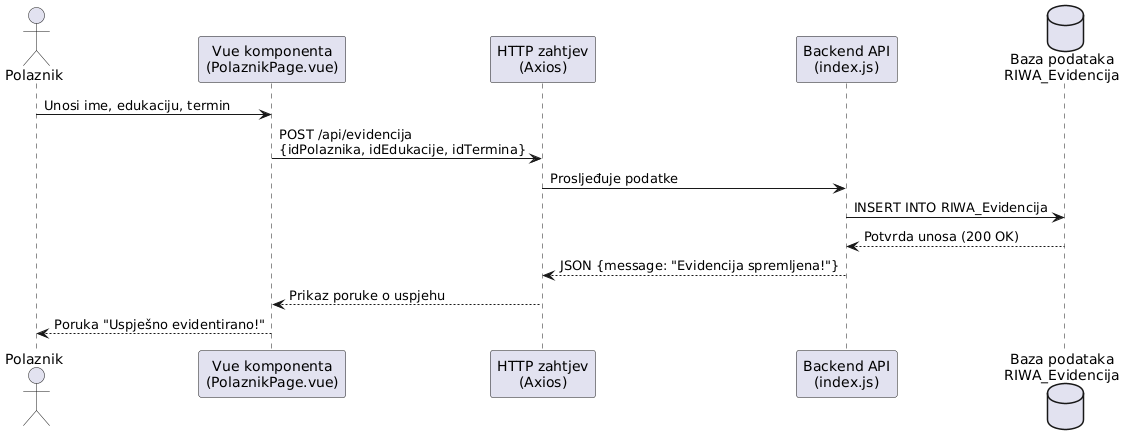 Polaznik
Vue komponenta
(PolaznikPage.vue)
HTTP zahtjev
(Axios)
Backend API
(index.js)
Baza podataka
RIWA_Evidencija
Unosi ime, edukaciju, termin
POST /api/evidencija
{idPolaznika, idEdukacije, idTermina}
Prosljeđuje podatke
INSERT INTO RIWA_Evidencija
Potvrda unosa (200 OK)
JSON {message: "Evidencija spremljena!"}
Prikaz poruke o uspjehu
Poruka "Uspješno evidentirano!"
Polaznik
Vue komponenta
(PolaznikPage.vue)
HTTP zahtjev
(Axios)
Backend API
(index.js)
Baza podataka
RIWA_Evidencija